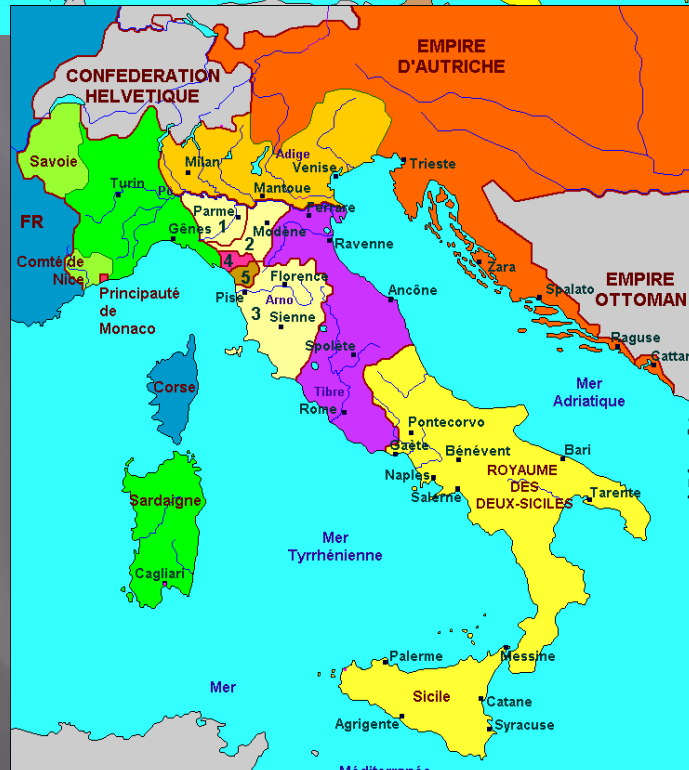 EMPIRE
D'AUTRICHE
CONFEDERATION
HELVETIQUE
Savoie
Milan
Adige
Venise
Trieste
Turin
Po
Mantoue
Parme
1
Ferrare
FR
Gênes
2
Modène
Ravenne
4
Comté de
Nice
5
Florence
Zara
EMPIRE
OTTOMAN
Principauté
de
Monaco
Pise
Arno
3
Sienne
Ancône
Spalato
Spolète
Raguse
Cattar
Corse
Tibre
Rome
Mer
Adriatique
Pontecorvo
Gaète
Bénévent
Bari
Naples
ROYAUME
DES
DEUX-SICILES
Salerne
Tarente
Sardaigne
Mer
Tyrrhénienne
Cagliari
Palerme
Messine
Mer
Sicile
Catane
Agrigente
Syracuse
Méditerranée